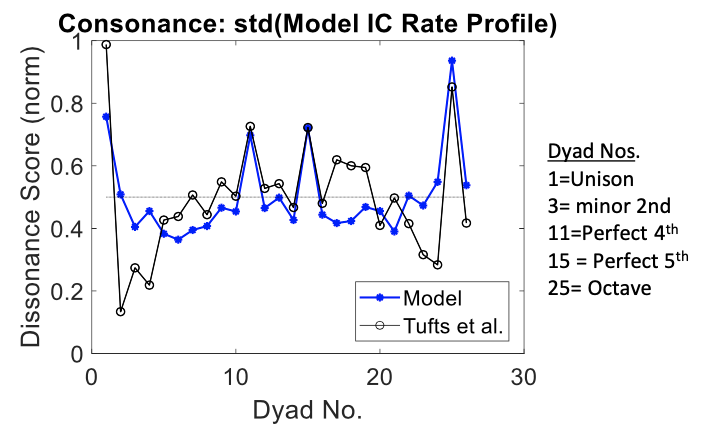 Consonance: std(Model IC Rate Profile)
1
0.8
0.6
0.4
0.2
0
Dissonance Score (norm)
0
10
20
30
Dyad No.
Model
Tufts et al.
Dyad Nos.
1=Unison
3= minor 2nd
11=Perfect 4th
15 = Perfect 5th
25= Octave